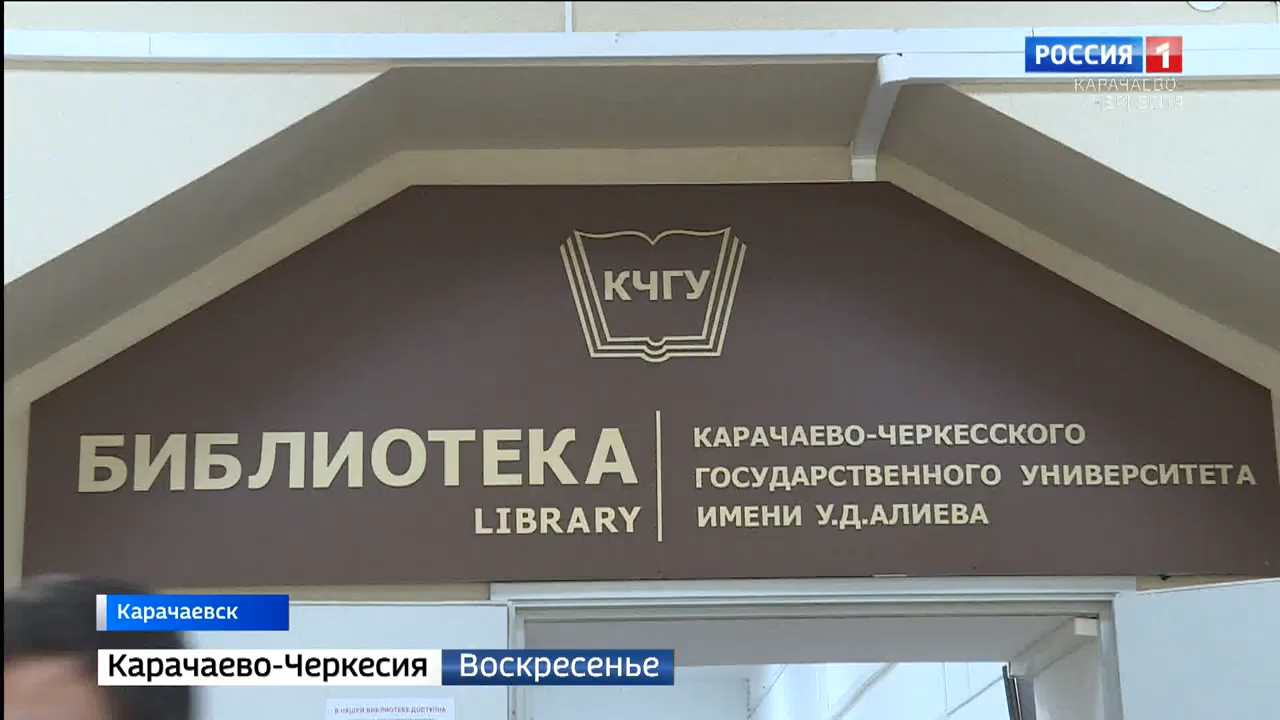 РОССИЯ 1
КАРАЧАЕВО-
ЧЕРКЕСИЯ
КЧГУ
БИБЛИОТЕКА
LIBRARY
КАРАЧАЕВО-ЧЕРКЕССКОГО
ГОСУДАРСТВЕННОГО УНИВЕРСИТЕТА
ИМЕНИ У.Д.АЛИЕВА
Карачаевск
Карачаево-Черкесия Воскресенье
В НАШЕЙ БИБЛИОТЕКЕ ДОСТУПНА